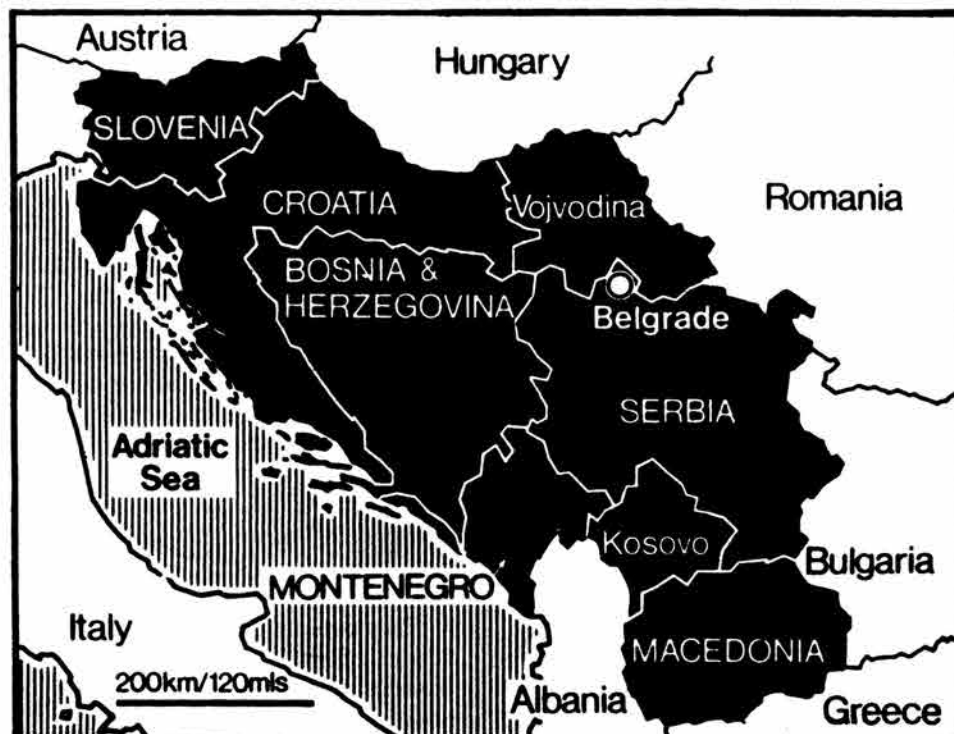 Austria
Hungary
SLOVENIA
Romania
CROATIA
Vojvodina
BOSNIA &
HERZEGOVINA
Belgrade
SERBIA
Adriatic
Sea
Kosovo
Bulgaria
MONTENEGRO
Italy
MACEDONIA
200km/120mls
Albania
Greece